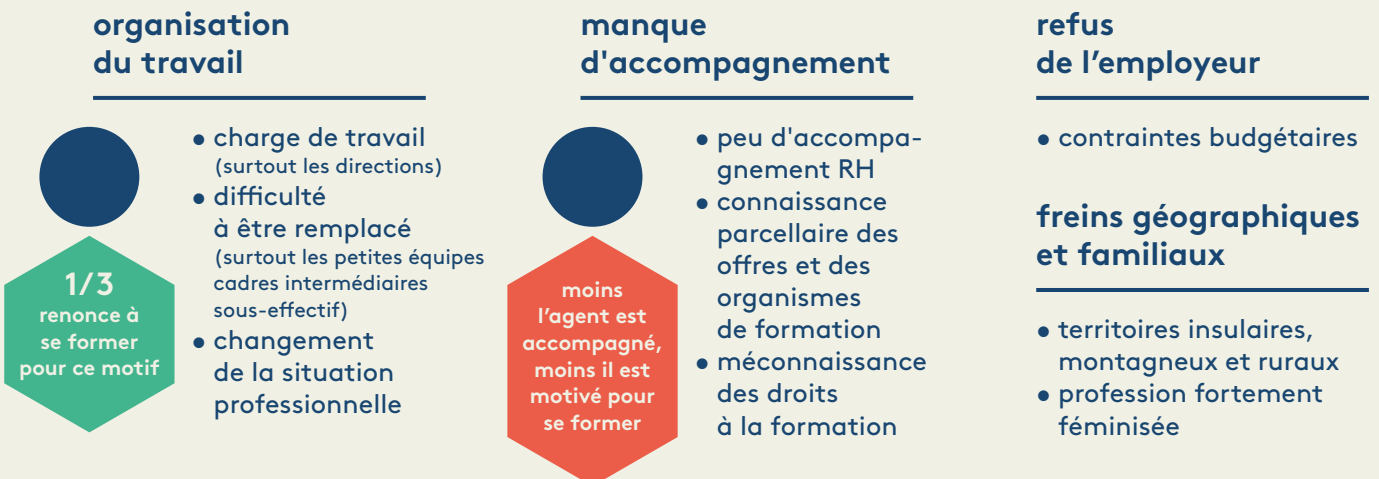 organisation
du travail
1/3
renonce à
se former
pour ce motif
• charge de travail
(surtout les directions)
• difficulté
à être remplacé
(surtout les petites équipes
cadres intermédiaires
sous-effectif)
• changement
de la situation
professionnelle
manque
d'accompagnement
moins
l'agent est
accompagné,
moins il est
motivé pour
se former
• peu d'accompa-
gnement RH
• connaissance
parcellaire des
offres et des
organismes
de formation
• méconnaissance
des droits
à la formation
refus
de l’employeur
• contraintes budgétaires
freins géographiques
et familiaux
• territoires insulaires,
montagneux et ruraux
• profession fortement
féminisée